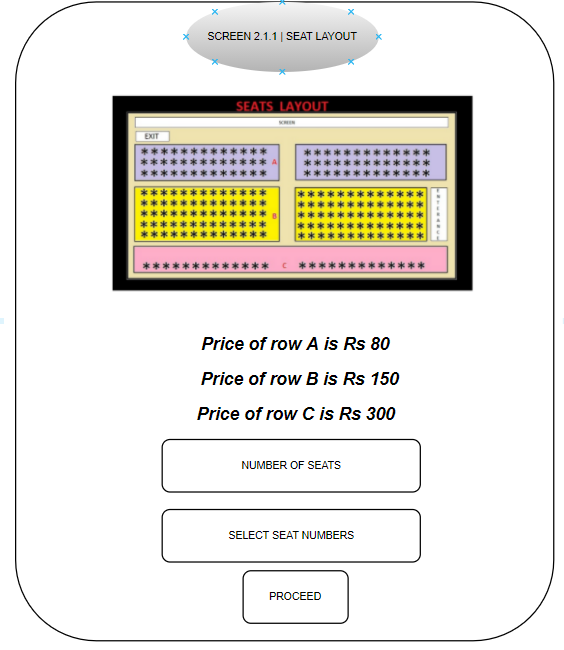 SCREEN 2.1.1 | SEAT LAYOUT
SEATS LAYOUT
SCREEN
EXIT
A
B
ENTERANCE
C
Price of row A is Rs 80
Price of row B is Rs 150
Price of row C is Rs 300
NUMBER OF SEATS
SELECT SEAT NUMBERS
PROCEED